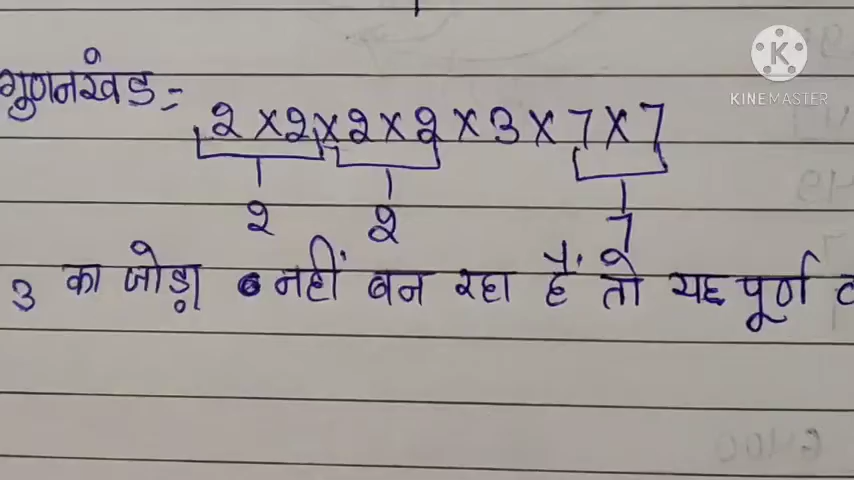 KINEMASTER
गुणनखंड = 2 × 2 × 2 × 2 × 3 × 7 × 7
2 2 7
3 का जोड़ा नहीं बन रहा हैं तो यह पूर्ण